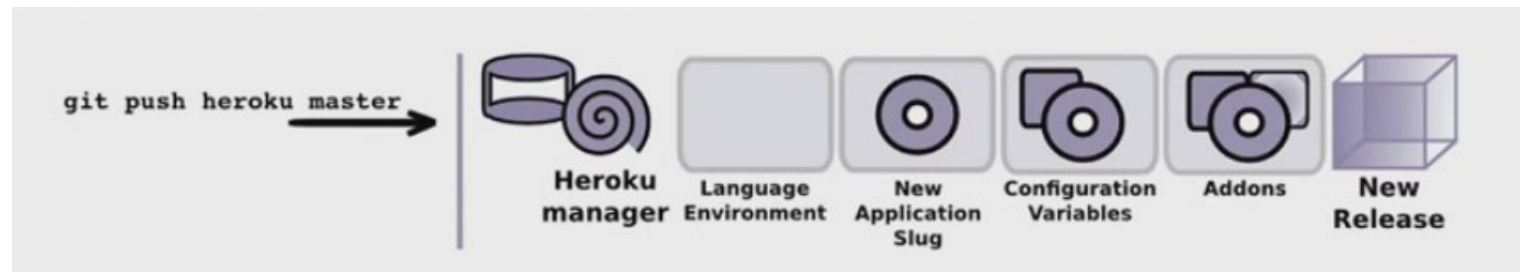 git push heroku master
Heroku
manager
Language
Environment
New
Application
Slug
Configuration
Variables
Addons
New
Release